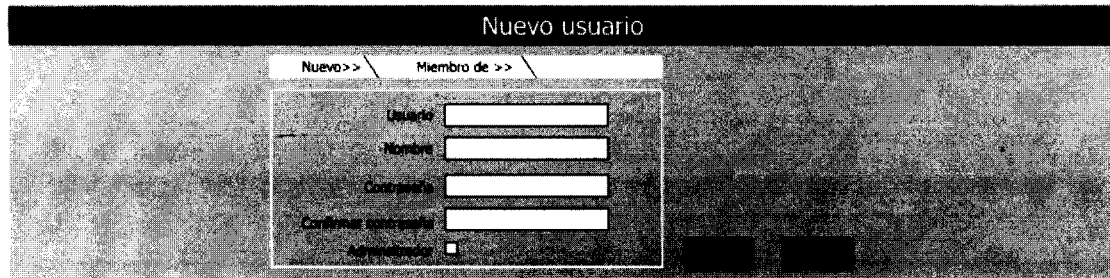 Nuevo usuario
Nuevo>> Miembro de >>
Usuario
Nombre
Contraseña
Confirmar contraseña
Administrador